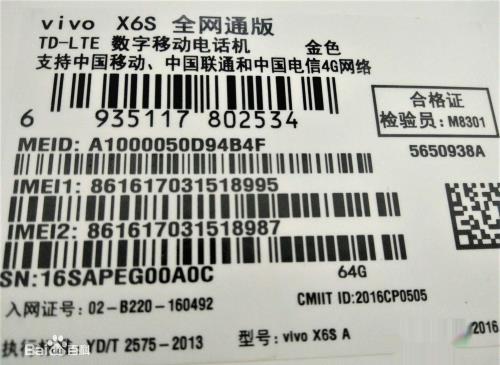 vivo X6S 全网通版
TD-LTE 数字移动电话机 金色
支持中国移动、中国联通和中国电信4G网络
6 935117 802534
合格证
检验员:M8301
MEID: A1000050D94B4F
5650938A
IMEI1: 861617031518995
IMEI2: 861617031518987
SN:16SAPEG00A0C
64G
入网证号: 02-B220-160492
CMIIT ID:2016CP0505
执行标准: YD/T 2575-2013
型号: vivo X6S A
2016
Bai 百科